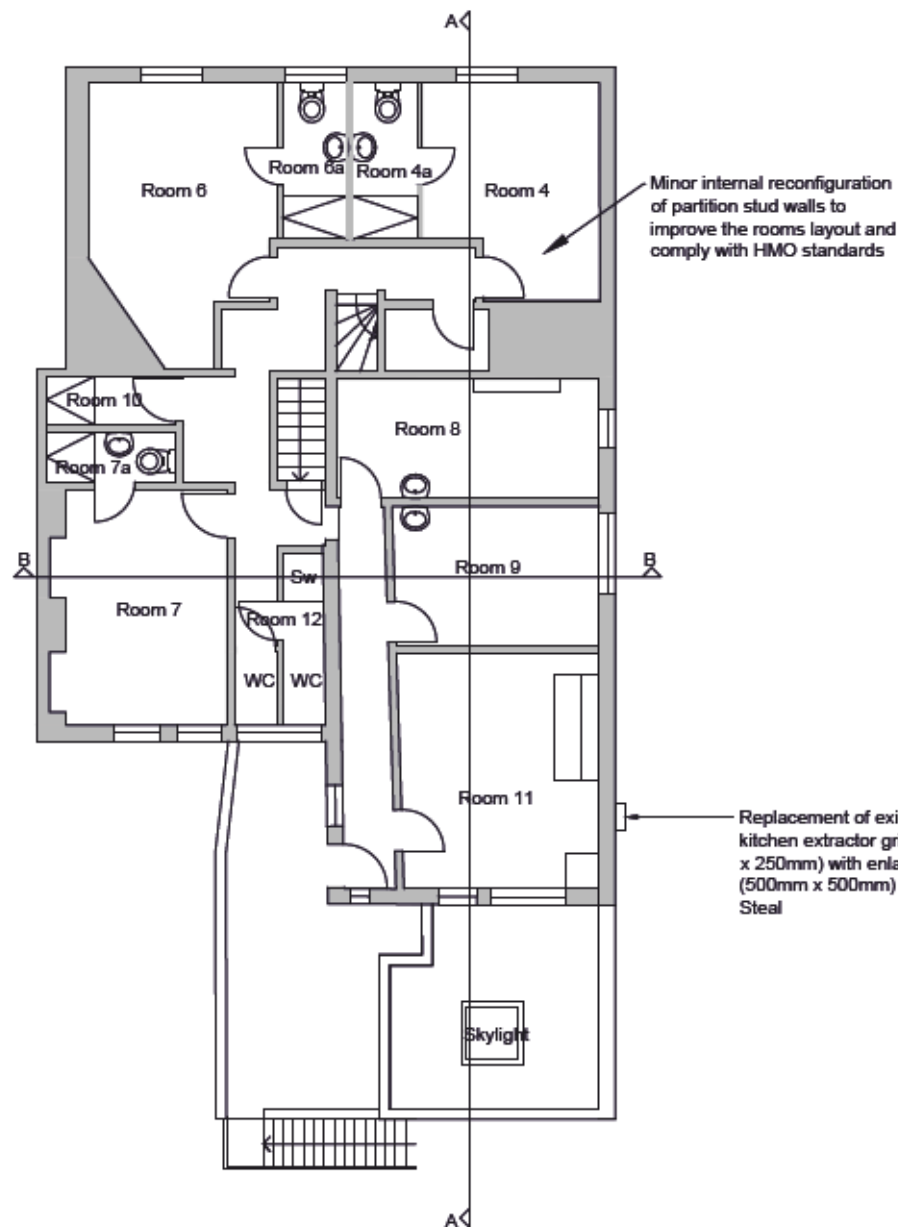 A
Room 6
Room 6a
Room 4a
Room 4
Minor internal reconfiguration
of partition stud walls to
improve the rooms layout and
comply with HMO standards
Room 10
Room 8
Room 7a
B
Sw
Room 9
B
Room 7
Room 12
WC
WC
Room 11
Replacement of exi
kitchen extractor gr
x 250mm) with enla
(500mm x 500mm)
Steal
Skylight
A